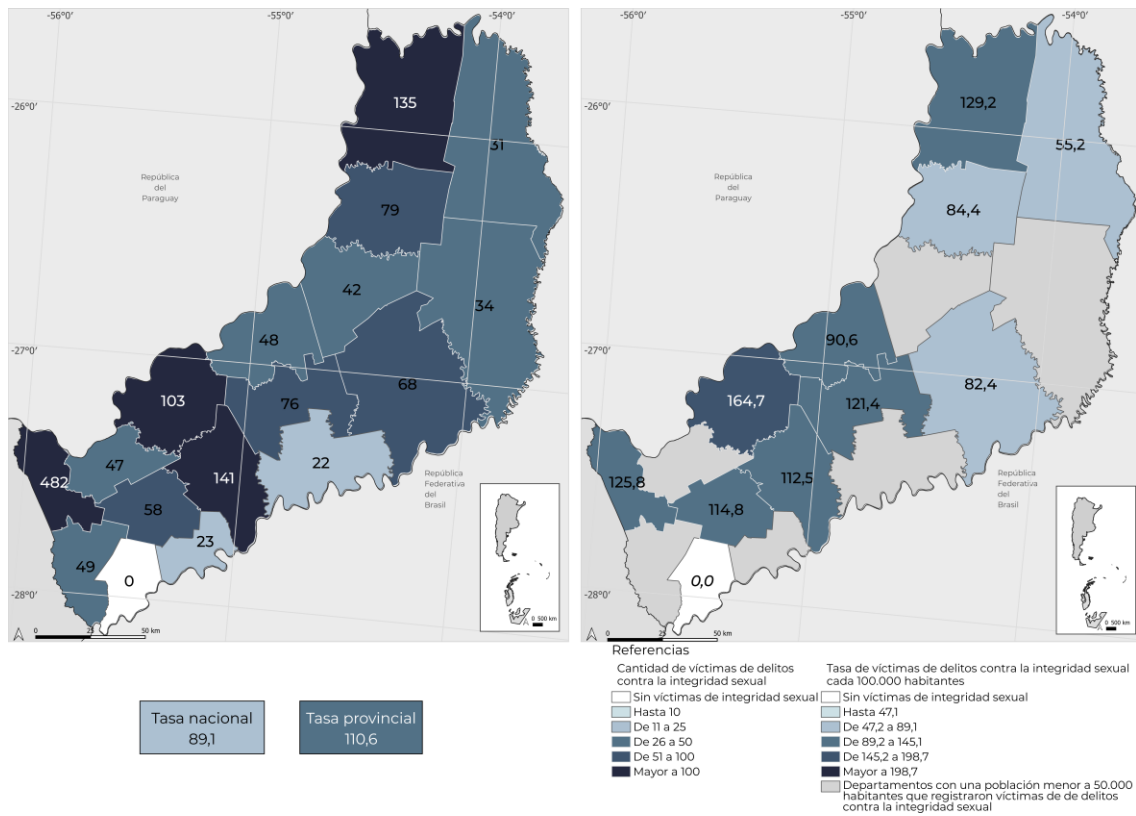 -56°0'
-55°0'
-54°0'
-26°0'
-27°0'
-28°0'
República
del
Paraguay
República
Federativa
del
Brasil
135
31
79
42
34
48
68
103
76
22
47
141
482
58
23
49
0
0 25 50 km
0 500 km
-56°0'
-55°0'
-54°0'
-26°0'
-27°0'
-28°0'
República
del
Paraguay
República
Federativa
del
Brasil
129,2
55,2
84,4
90,6
82,4
164,7
121,4
112,5
125,8
114,8
0,0
0 25 50 km
0 500 km
Tasa nacional
89,1
Tasa provincial
110,6
Referencias
Cantidad de víctimas de delitos
contra la integridad sexual
Sin víctimas de integridad sexual
Hasta 10
De 11 a 25
De 26 a 50
De 51 a 100
Mayor a 100
Tasa de víctimas de delitos contra la integridad sexual
cada 100.000 habitantes
Sin víctimas de integridad sexual
Hasta 47,1
De 47,2 a 89,1
De 89,2 a 145,1
De 145,2 a 198,7
Mayor a 198,7
Departamentos con una población menor a 50.000
habitantes que registraron víctimas de de delitos
contra la integridad sexual